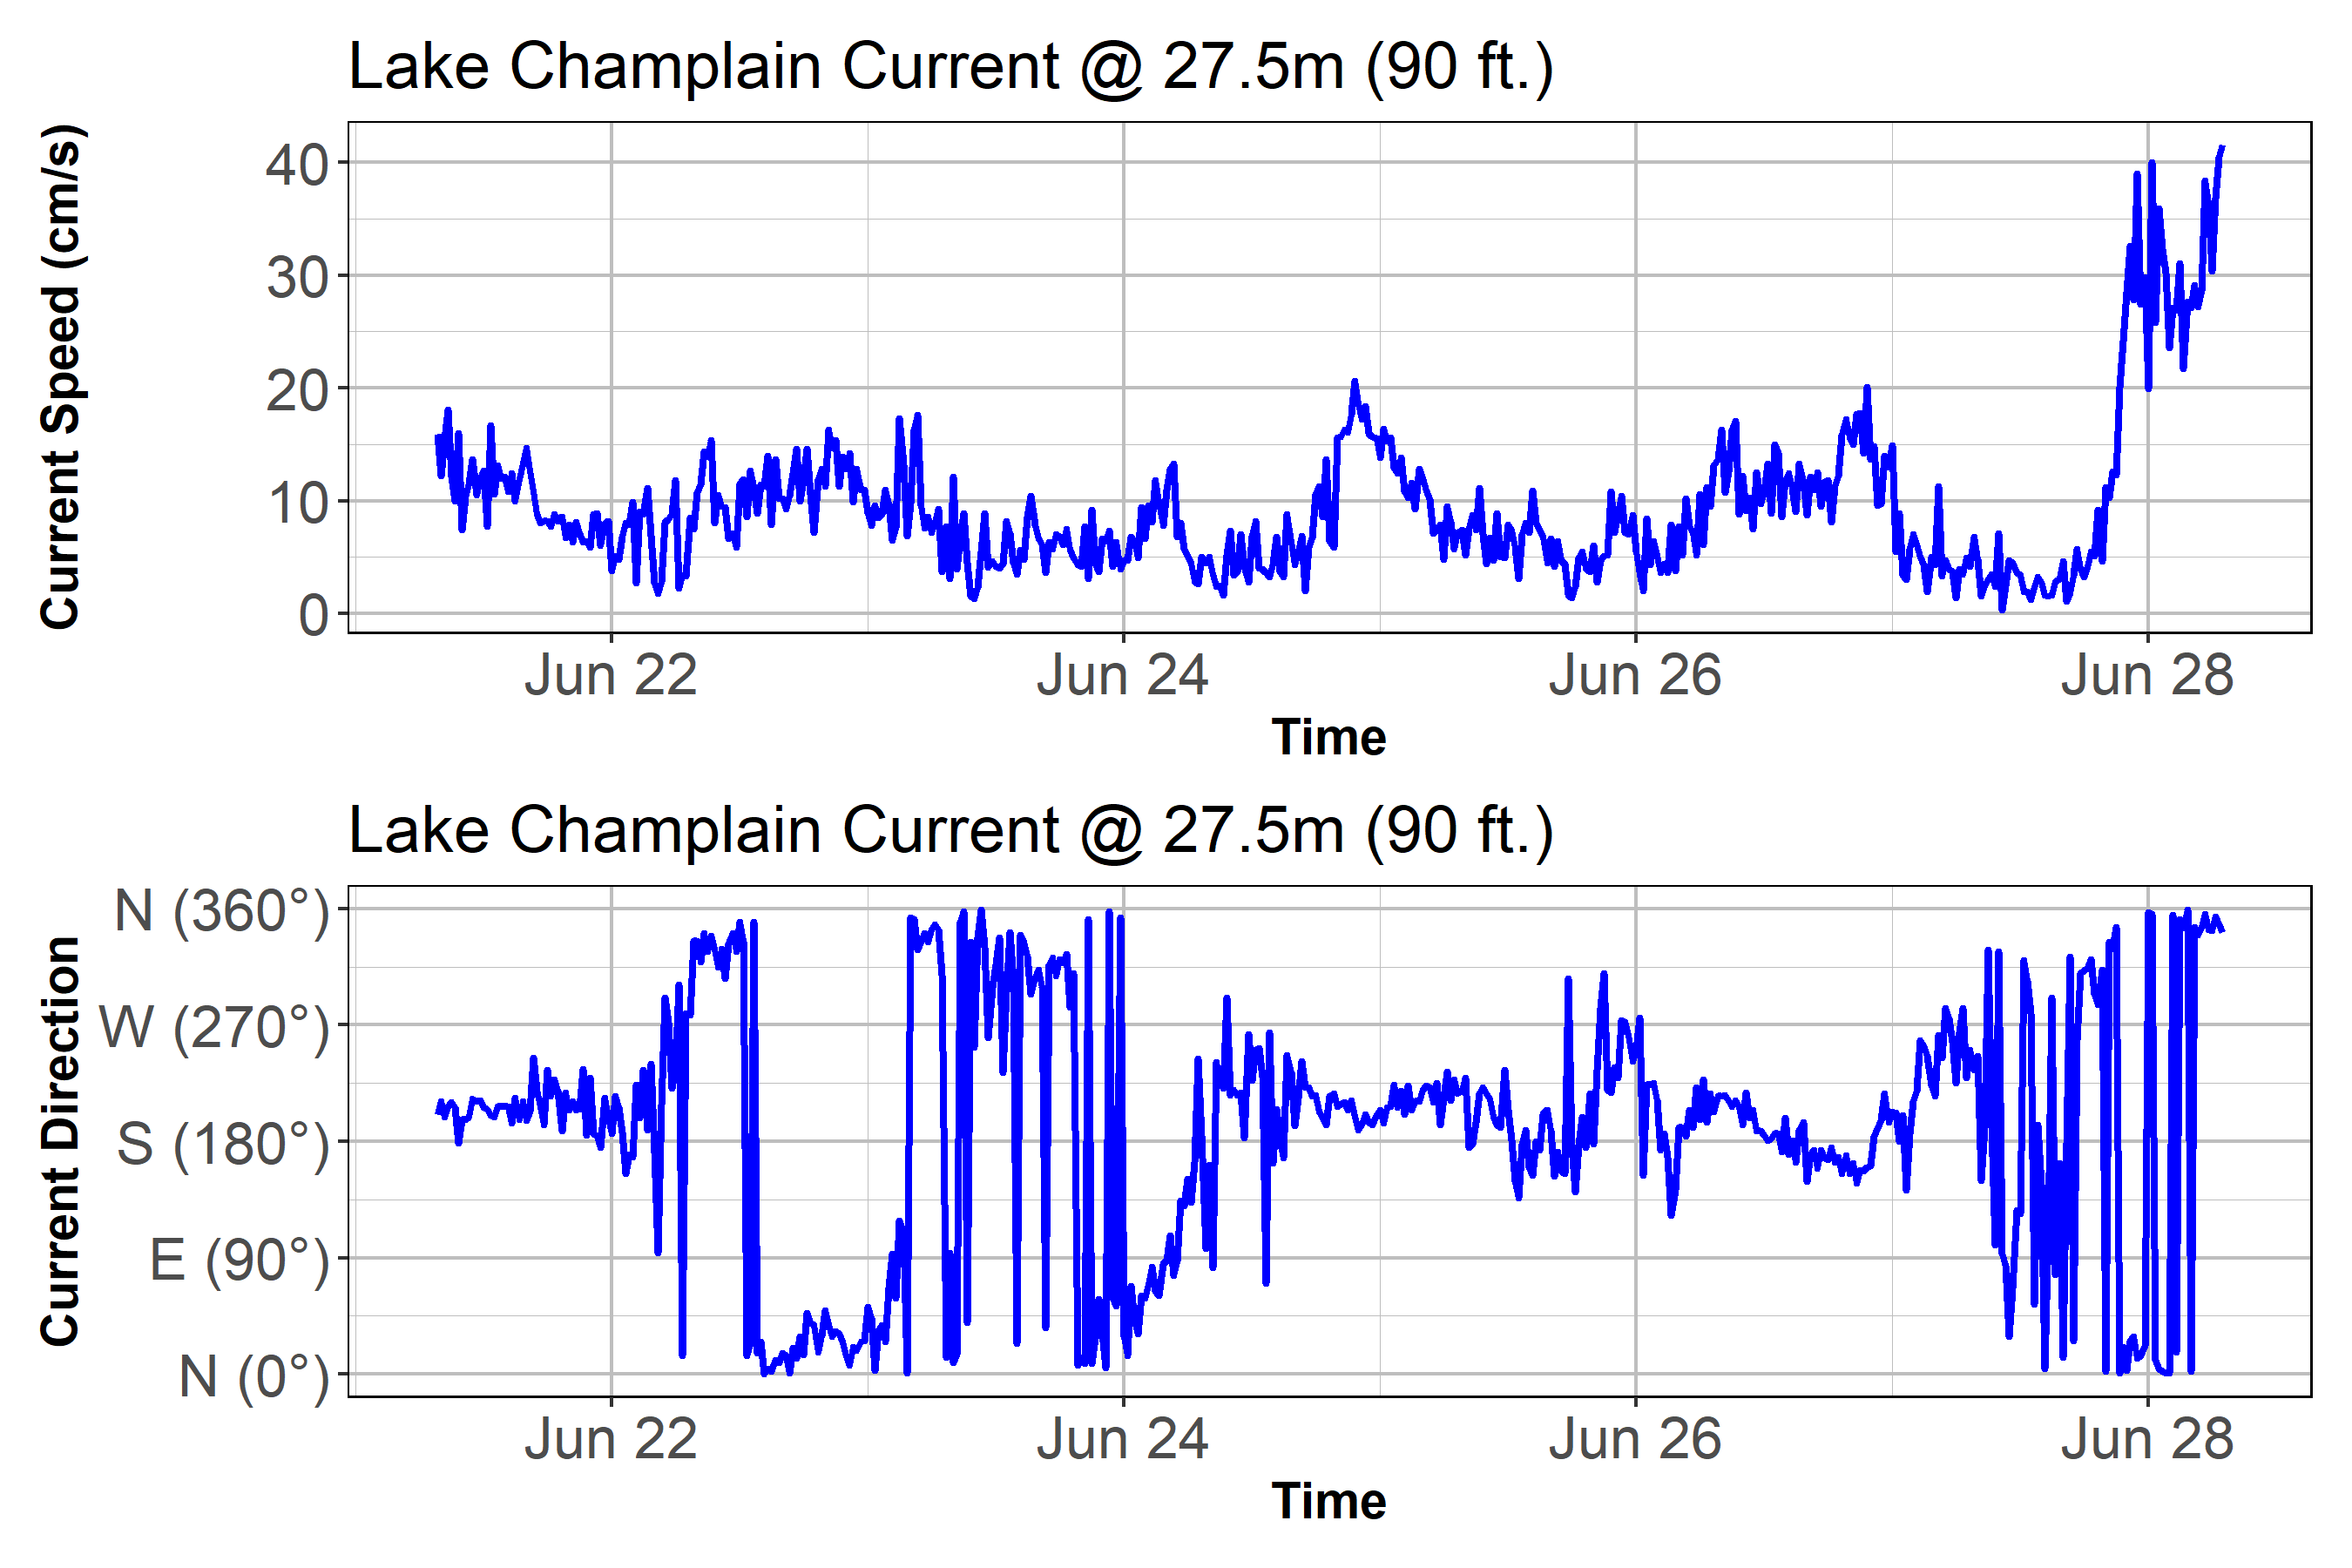 Lake Champlain Current @ 27.5m (90 ft.)
Current Speed (cm/s)
40
30
20
10
0
Jun 22 Jun 24 Jun 26 Jun 28
Time
Lake Champlain Current @ 27.5m (90 ft.)
Current Direction
N (360°)
W (270°)
S (180°)
E (90°)
N (0°)
Jun 22 Jun 24 Jun 26 Jun 28
Time